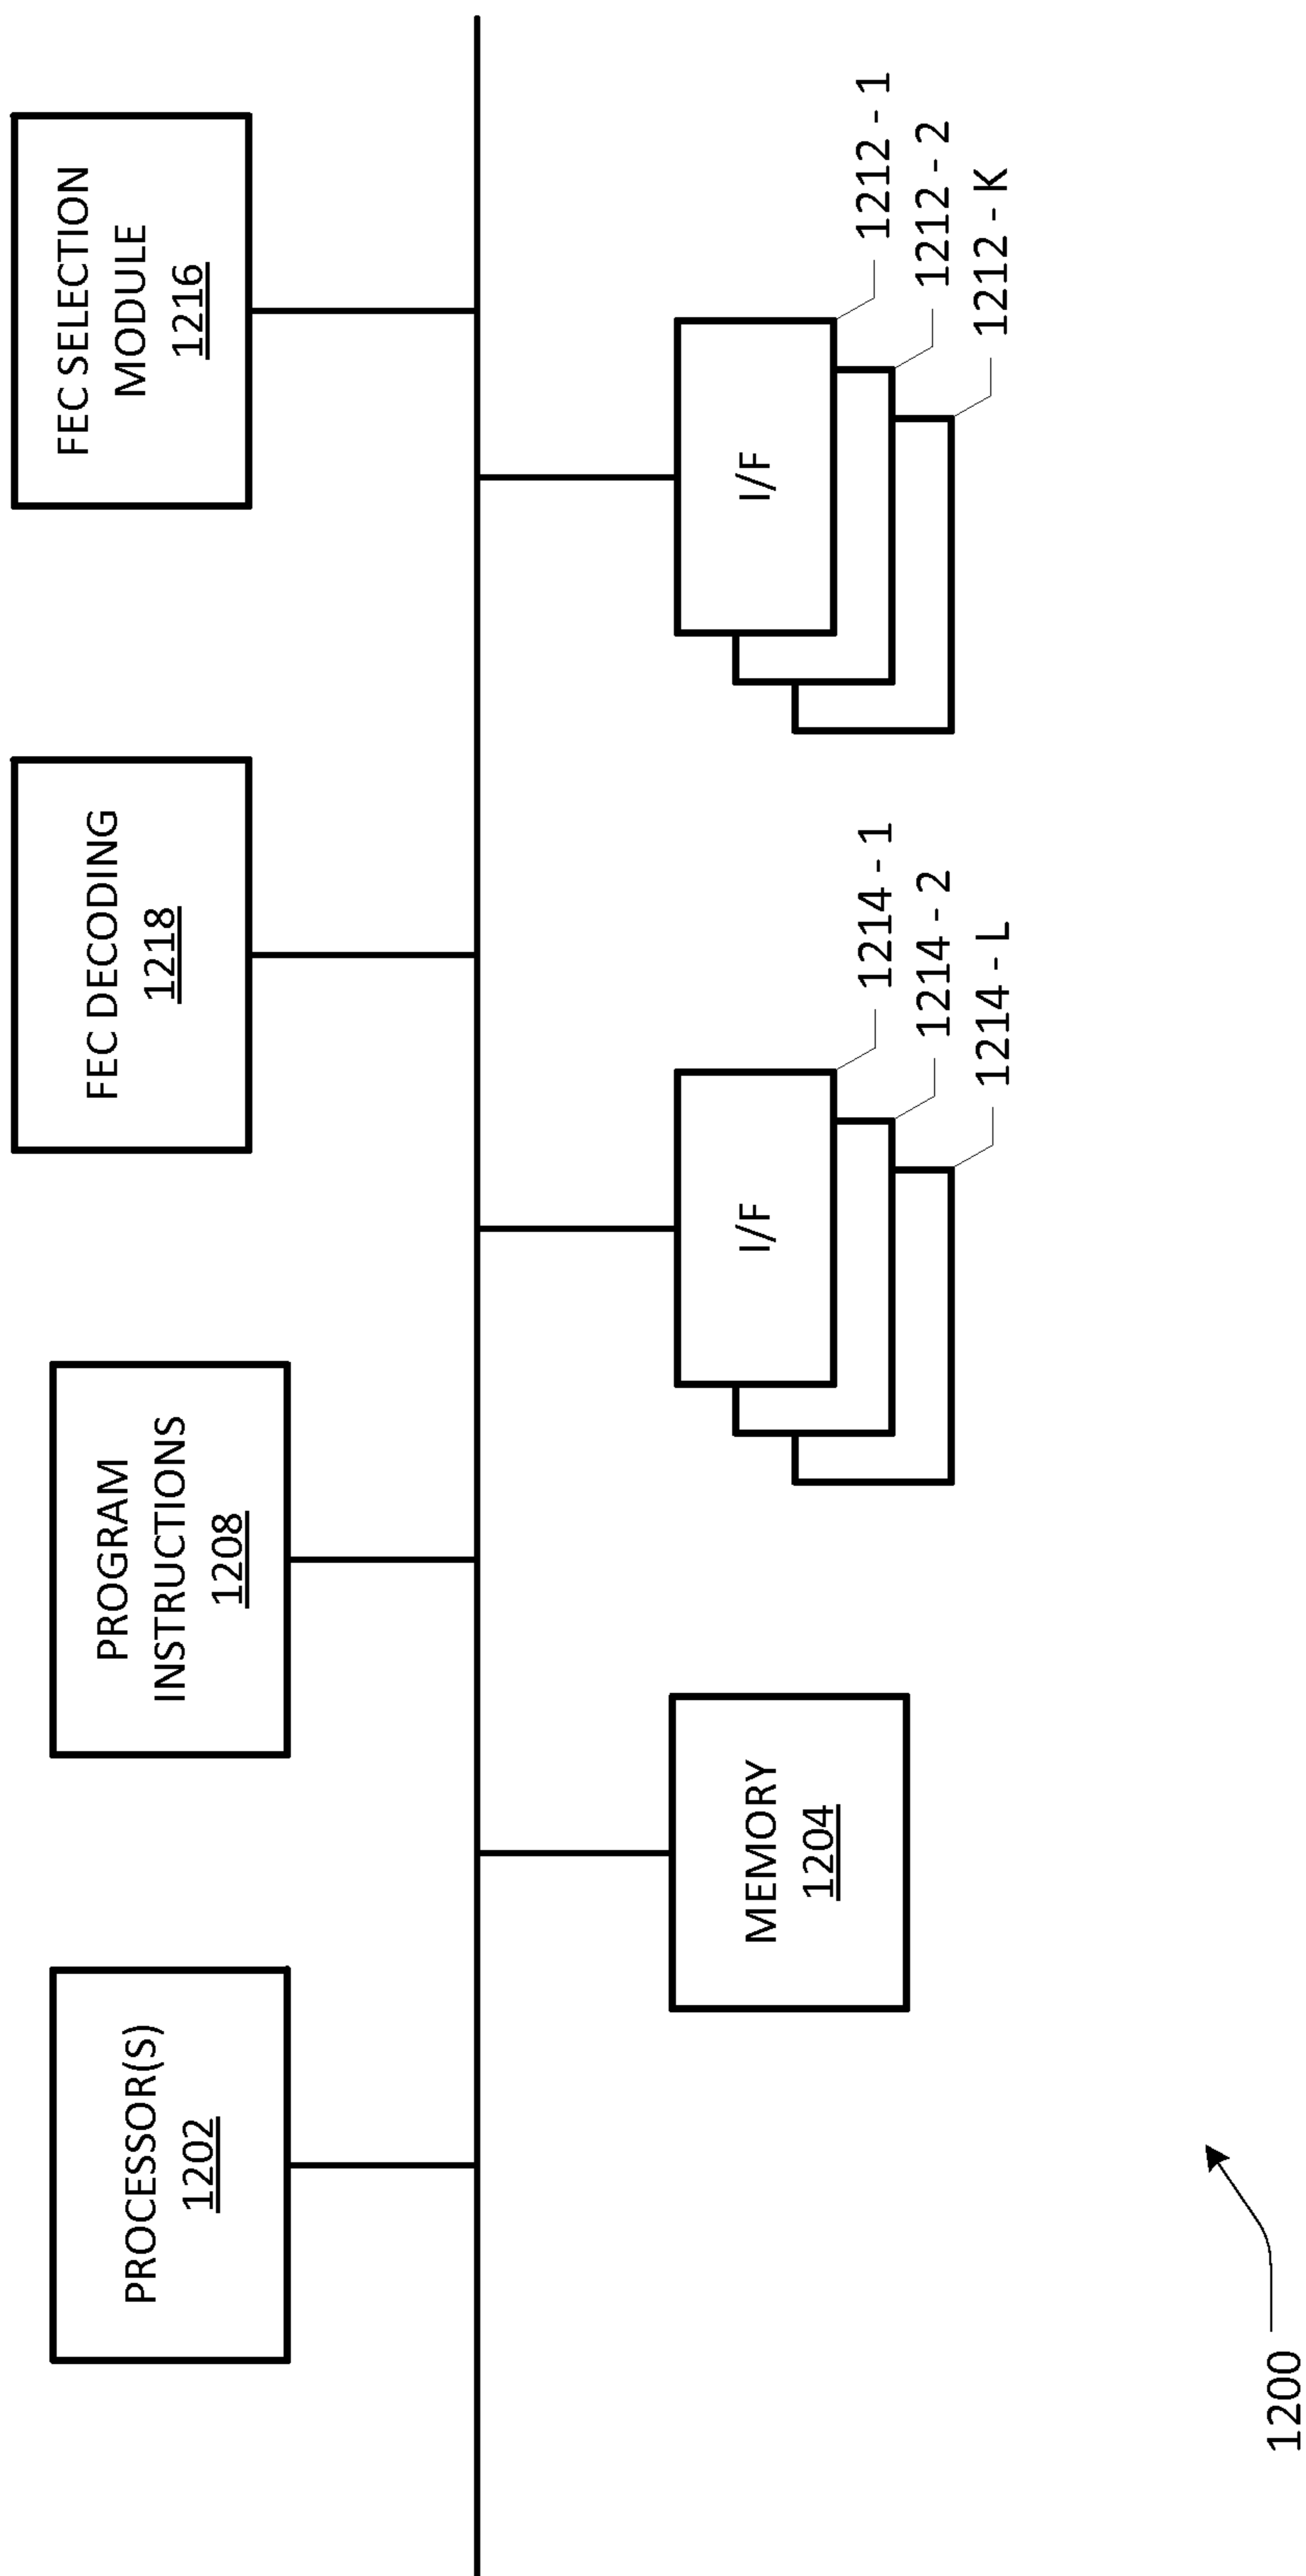 PROCESSOR(S)
1202
PROGRAM
INSTRUCTIONS
1208
FEC DECODING
1218
FEC SELECTION
MODULE
1216
MEMORY
1204
I/F
1214 - 1
1214 - 2
1214 - L
I/F
1212 - 1
1212 - 2
1212 - K
1200